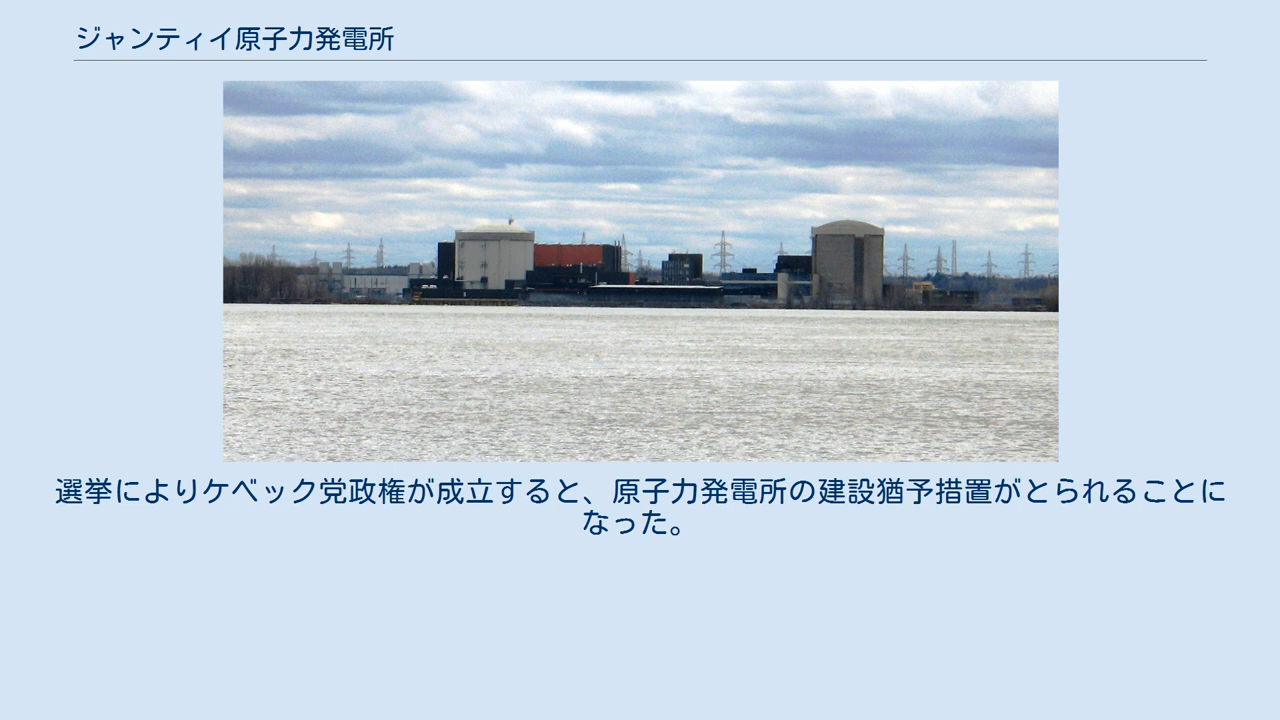 ジャンティイ原子力発電所
選挙によりケベック党政権が成立すると、原子力発電所の建設猶予措置がとられることに
なった。